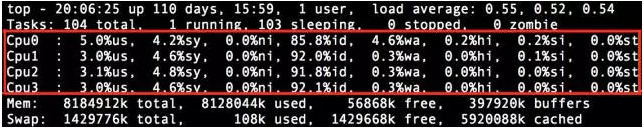 top - 20:06:25 up 110 days, 15:59,  1 user,  load average: 0.55, 0.52, 0.54
Tasks: 104 total,   1 running, 103 sleeping,   0 stopped,   0 zombie
Cpu0  :  5.0%us,  4.2%sy,  0.0%ni, 85.8%id,  4.6%wa,  0.2%hi,  0.2%si,  0.0%st
Cpu1  :  3.0%us,  4.6%sy,  0.0%ni, 92.0%id,  0.3%wa,  0.0%hi,  0.1%si,  0.0%st
Cpu2  :  3.1%us,  4.8%sy,  0.0%ni, 91.8%id,  0.3%wa,  0.0%hi,  0.0%si,  0.0%st
Cpu3  :  3.0%us,  4.6%sy,  0.0%ni, 92.1%id,  0.3%wa,  0.0%hi,  0.0%si,  0.0%st
Mem:   8184912k total,  8128044k used,    56868k free,   397920k buffers
Swap:  1429776k total,      108k used,  1429668k free,  5920088k cached